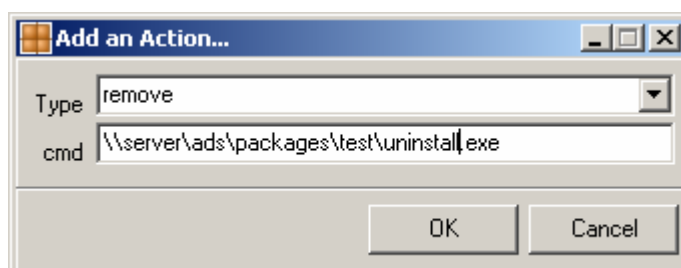 Add an Action...
Type remove
cmd \\server\ads\packages\test\uninstall.exe
OK Cancel